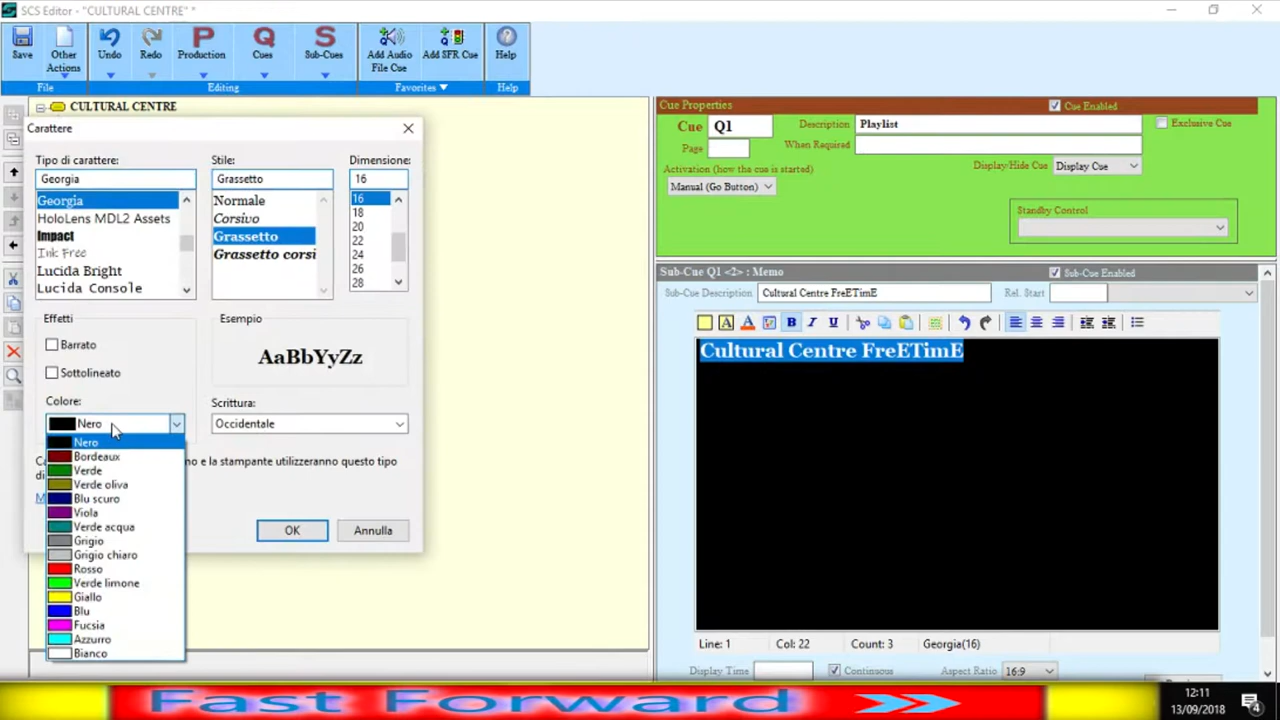 SCS Editor - "CULTURAL CENTRE" *
Save
Other Actions
Undo
Redo
P
Production
Q
Cues
S
Sub-Cues
Add Audio File Cue
Add SFR Cue
Help
File
Editing
Favorites
Help
CULTURAL CENTRE
Carattere
Tipo di carattere:
Stile:
Dimensione:
Georgia
Grassetto
16
Georgia
HoloLens MDL2 Assets
Impact
Ink Free
Lucida Bright
Lucida Console
Normale
Corsivo
Grassetto
Grassetto corsi
16
18
20
22
24
26
28
Effetti
Barrato
Sottolineato
Esempio
AaBbYyZz
Colore:
Nero
Scrittura:
Occidentale
Nero
Bordeaux
Verde
Verde oliva
Blu scuro
Viola
Verde acqua
Grigio
Grigio chiaro
Rosso
Verde limone
Giallo
Blu
Fucsia
Azzurro
Bianco
no e la stampante utilizzeranno questo tipo
OK
Annulla
Cue Properties
Cue Enabled
Cue
Q1
Description
Playlist
Exclusive Cue
Page
When Required
Activation (how the cue is started)
Display/Hide Cue
Display Cue
Manual (Go Button)
Standby Control
Sub-Cue Q1 <2> : Memo
Sub-Cue Enabled
Sub-Cue Description
Cultural Centre FreETimE
Rel. Start
A
A
B
I
U
Cultural Centre FreETimE
Line: 1
Col: 22
Count: 3
Georgia(16)
Display Time
Continuous
Aspect Ratio
16:9
Fast Forward
12:11
13/09/2018
4